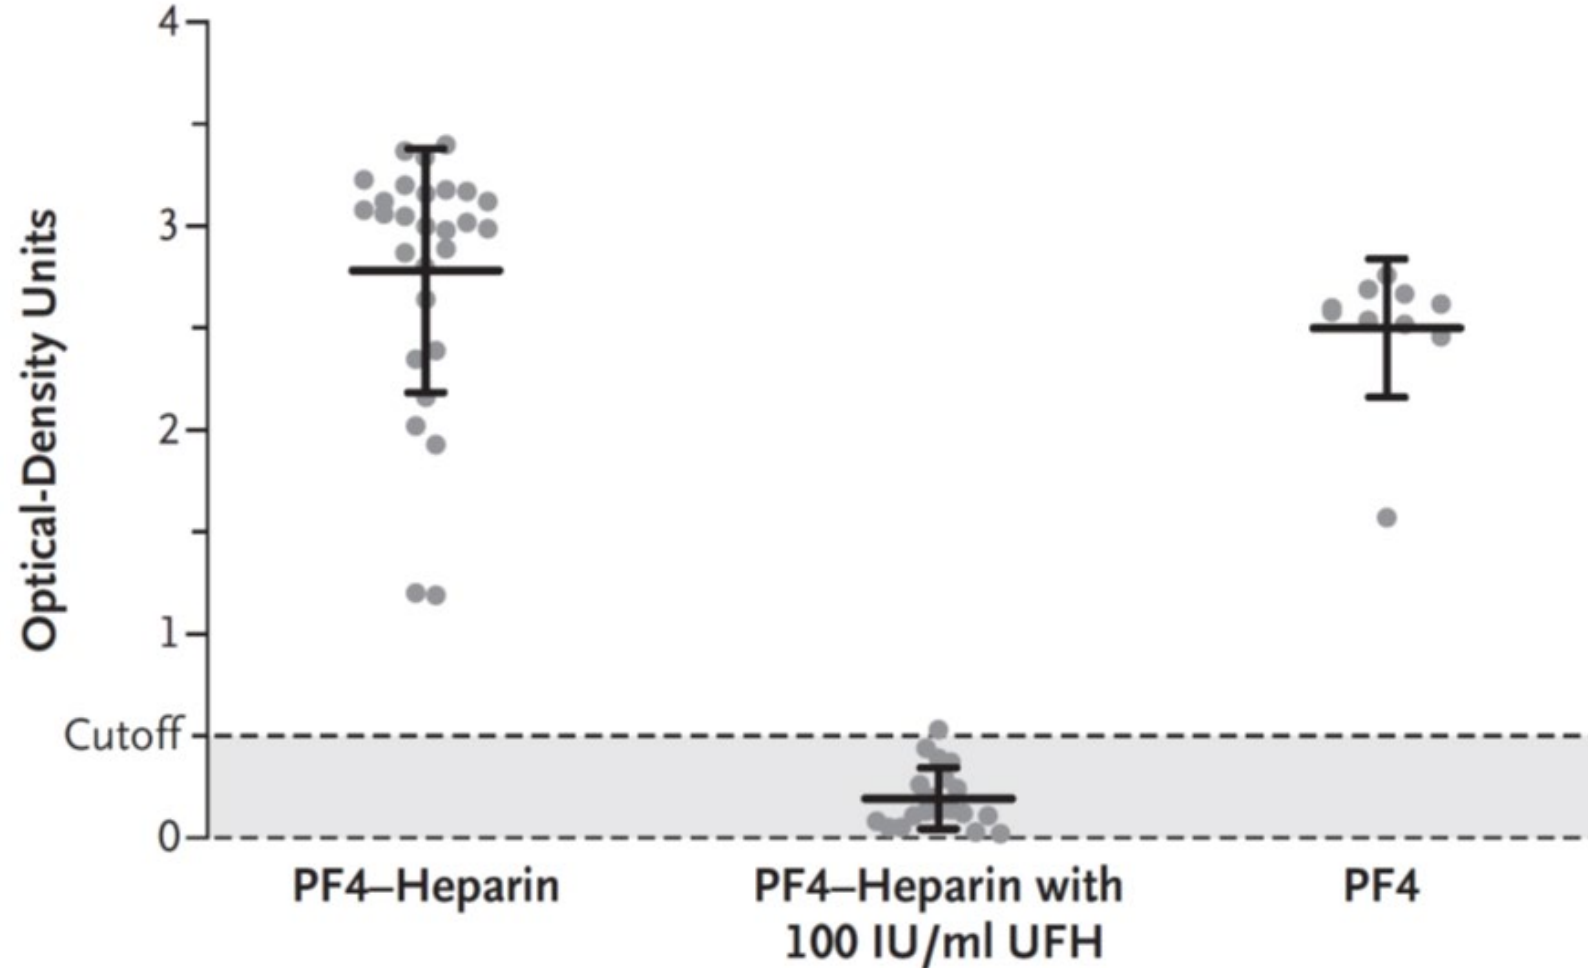 4
3
2
1
Cutoff
0
Optical-Density Units
PF4–Heparin
PF4–Heparin with
100 IU/ml UFH
PF4